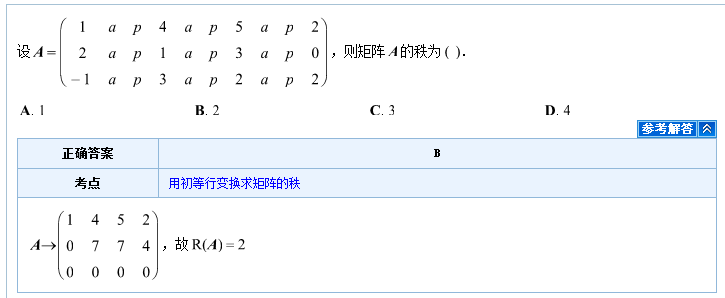 设 A = ( 1 a p 4 a p 5 a p 2
2 a p 1 a p 3 a p 0
−1 a p 3 a p 2 a p 2 ) ，则矩阵 A 的秩为 ( ).
A. 1 B. 2 C. 3 D. 4
参考解答
正确答案 B
考点 用初等行变换求矩阵的秩
A→ ( 1 4 5 2
0 7 7 4
0 0 0 0 ) ，故 R(A) = 2